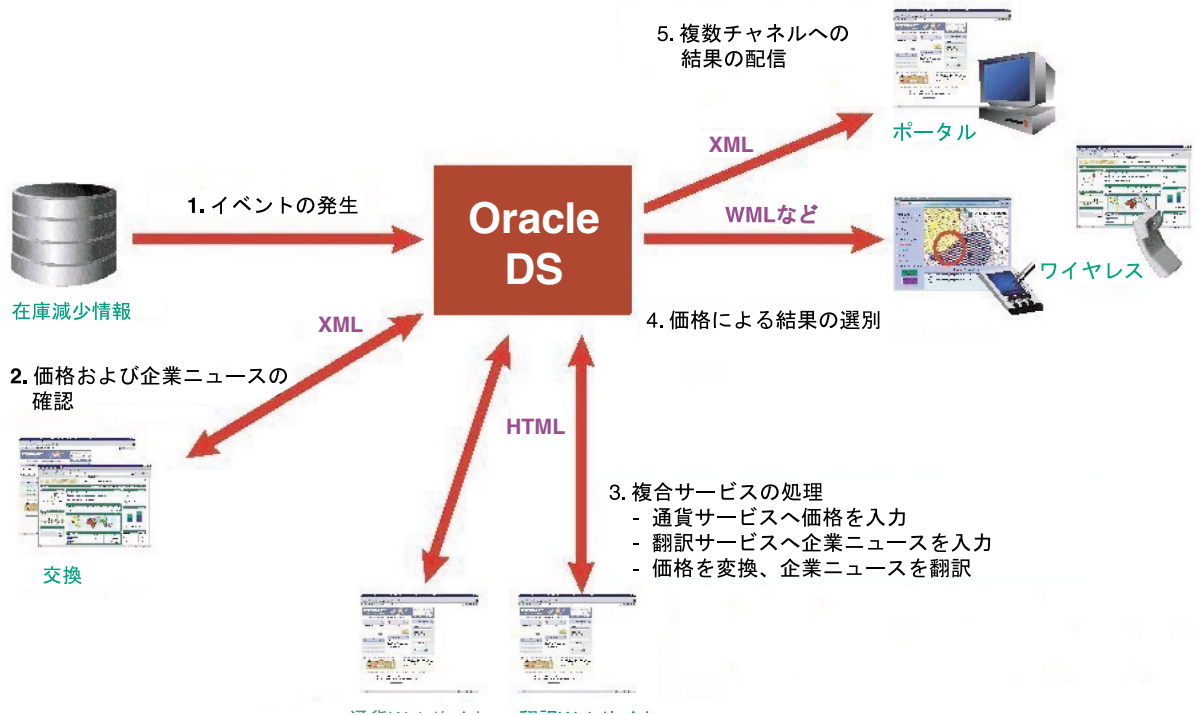 5. 複数チャネルへの
結果の配信
ポータル
XML
1. イベントの発生
Oracle
DS
WMLなど
ワイヤレス
在庫減少情報
XML
4. 価格による結果の選別
2. 価格および企業ニュースの
確認
HTML
3. 複合サービスの処理
- 通貨サービスへ価格を入力
- 翻訳サービスへ企業ニュースを入力
- 価格を変換、企業ニュースを翻訳
交換